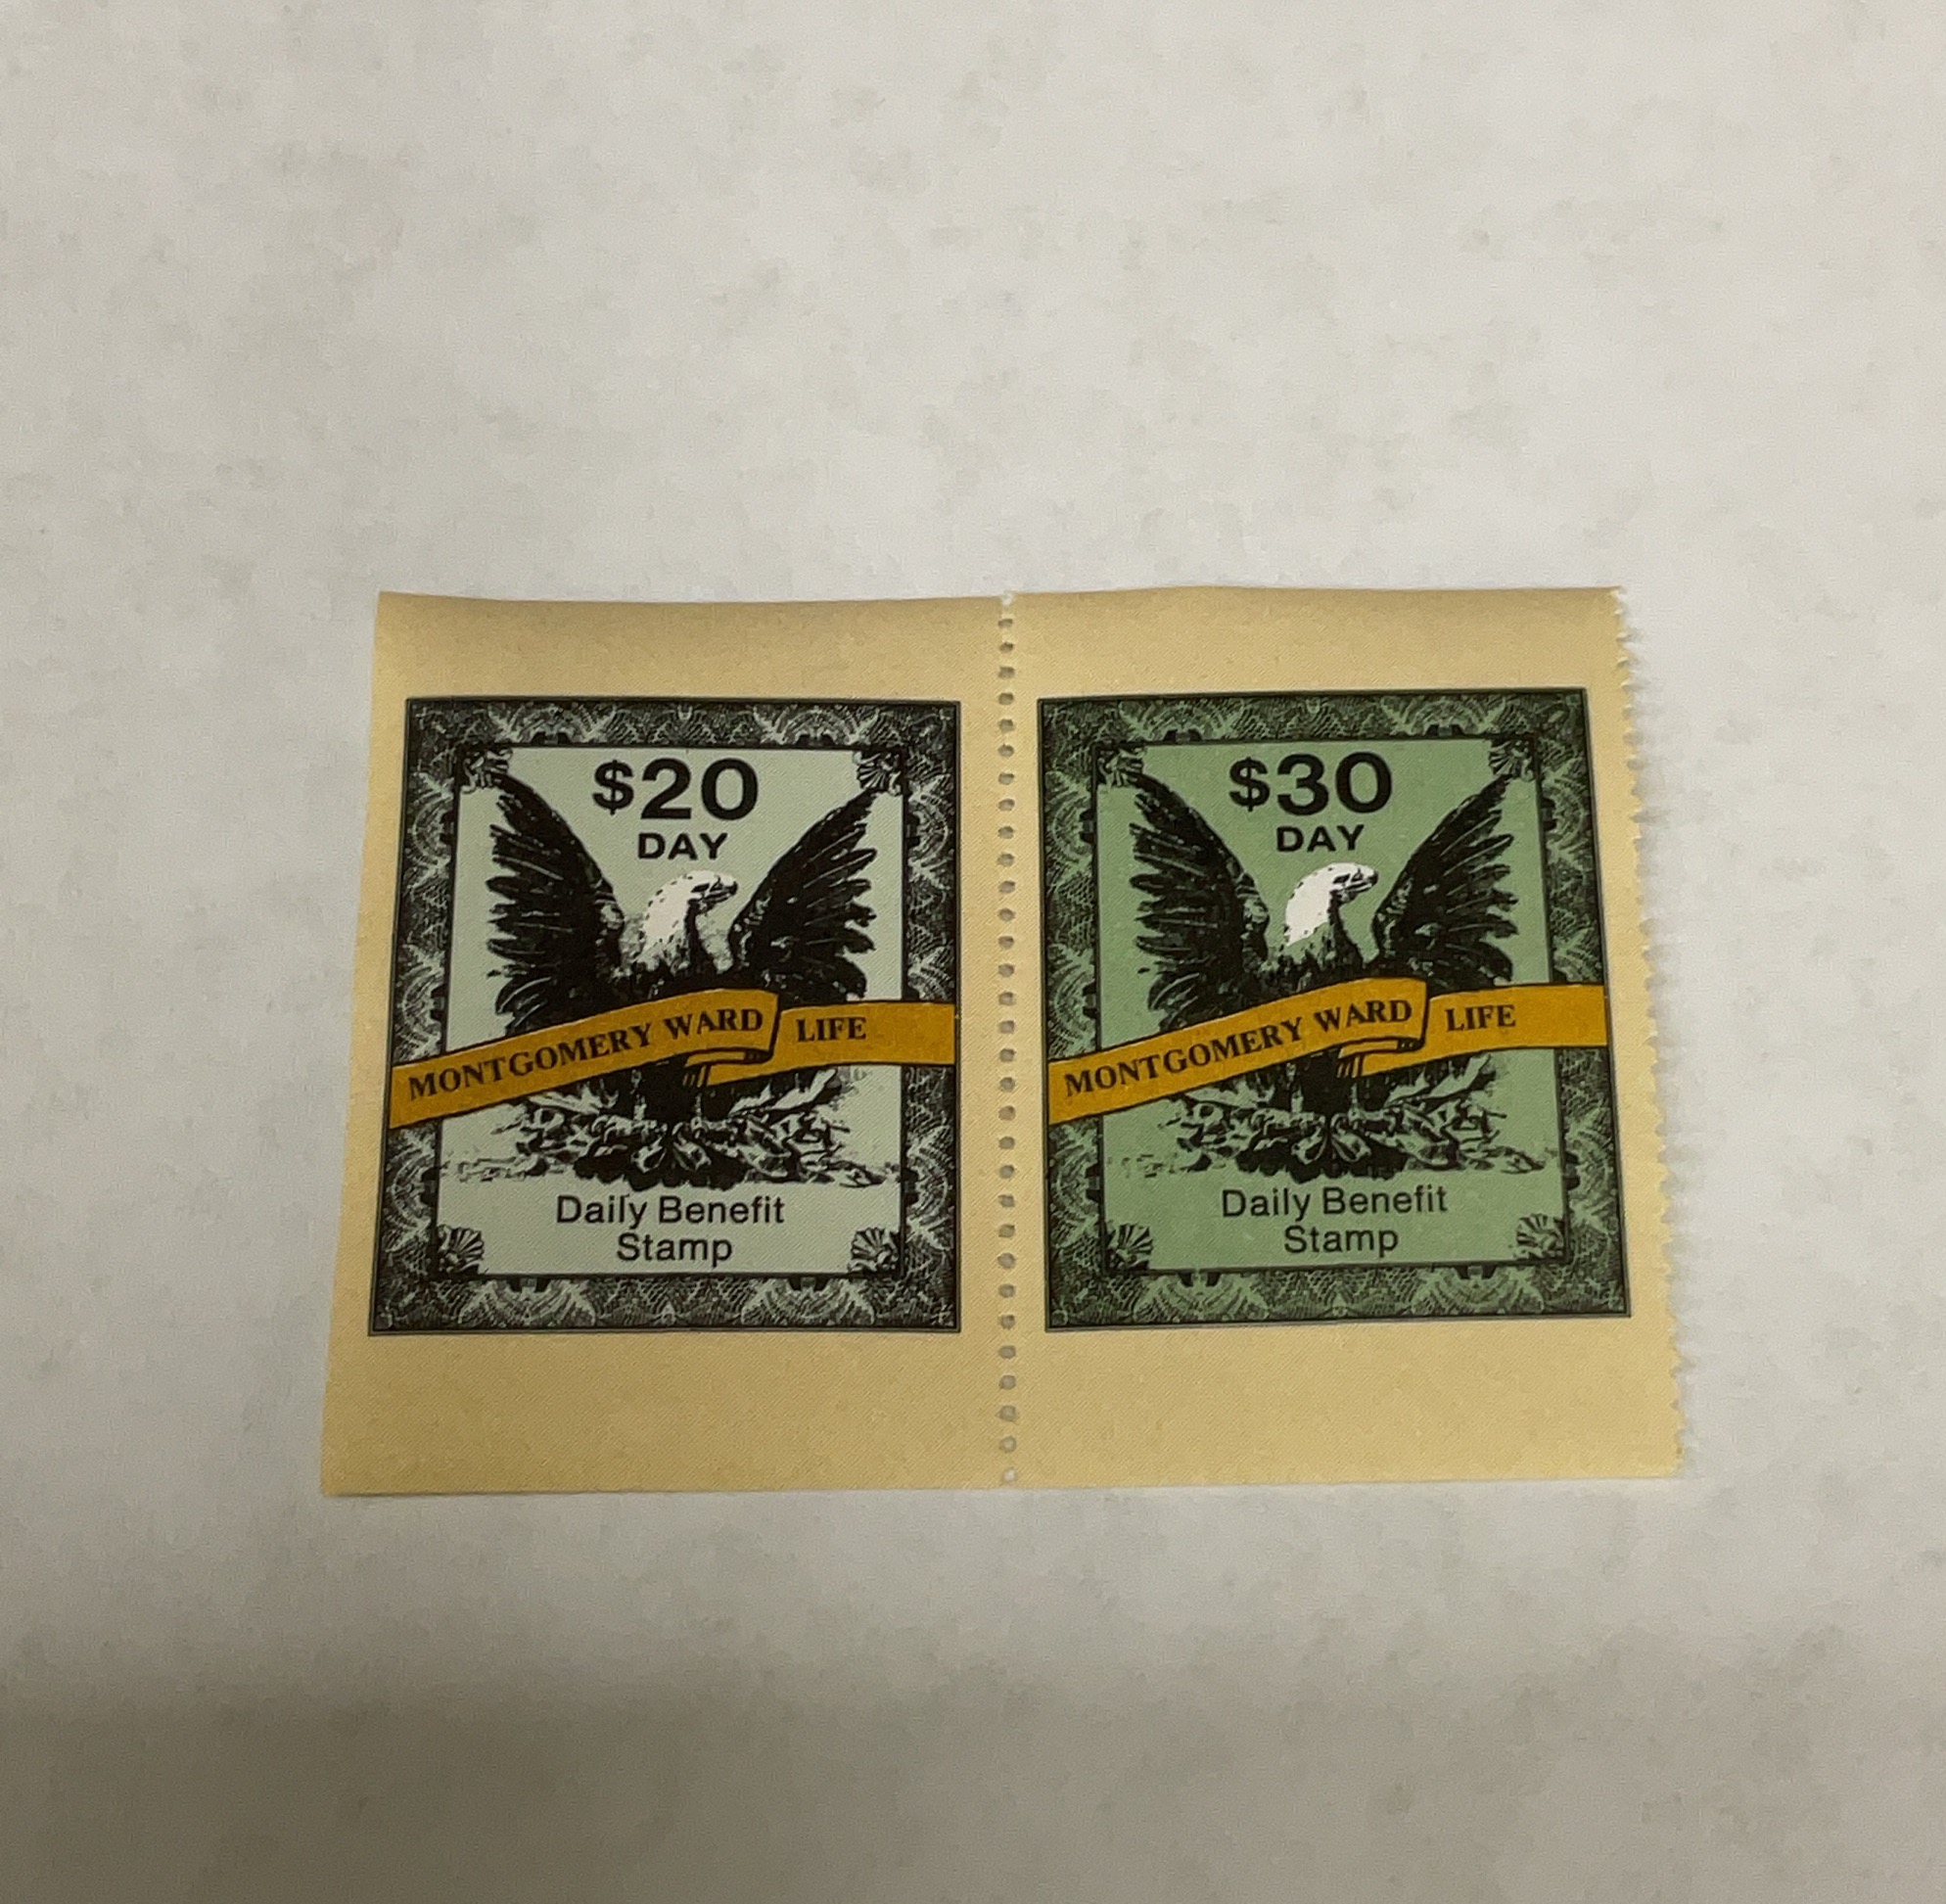 $20
DAY
MONTGOMERY WARD LIFE
Daily Benefit
Stamp
$30
DAY
MONTGOMERY WARD LIFE
Daily Benefit
Stamp